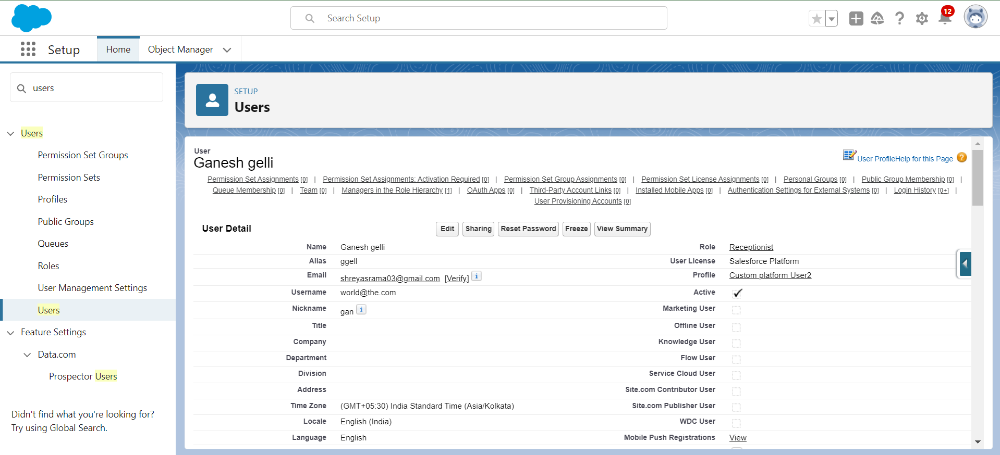 Search Setup
12
Setup
Home
Object Manager
users
Users
Permission Set Groups
Permission Sets
Profiles
Public Groups
Queues
Roles
User Management Settings
Users
Feature Settings
Data.com
Prospector Users
Didn't find what you're looking for?
Try using Global Search.
SETUP
Users
User
Ganesh gelli
User Profile Help for this Page ?
Permission Set Assignments [0] | Permission Set Assignments: Activation Required [0] | Permission Set Group Assignments [0] | Permission Set License Assignments [0] | Personal Groups [0] | Public Group Membership [0] |
Queue Membership [0] | Team [0] | Managers in the Role Hierarchy [1] | OAuth Apps [0] | Third-Party Account Links [0] | Installed Mobile Apps [0] | Authentication Settings for External Systems [0] | Login History [0+] |
User Provisioning Accounts [0]
User Detail
Edit Sharing Reset Password Freeze View Summary
Name Ganesh gelli Role Receptionist
Alias ggell User License Salesforce Platform
Email shreyasrama03@gmail.com [Verify] i Profile Custom platform User2
Username world@the.com Active
Nickname gan i Marketing User
Title Offline User
Company Knowledge User
Department Flow User
Division Service Cloud User
Address Site.com Contributor User
Time Zone (GMT+05:30) India Standard Time (Asia/Kolkata) Site.com Publisher User
Locale English (India) WDC User
Language English Mobile Push Registrations View